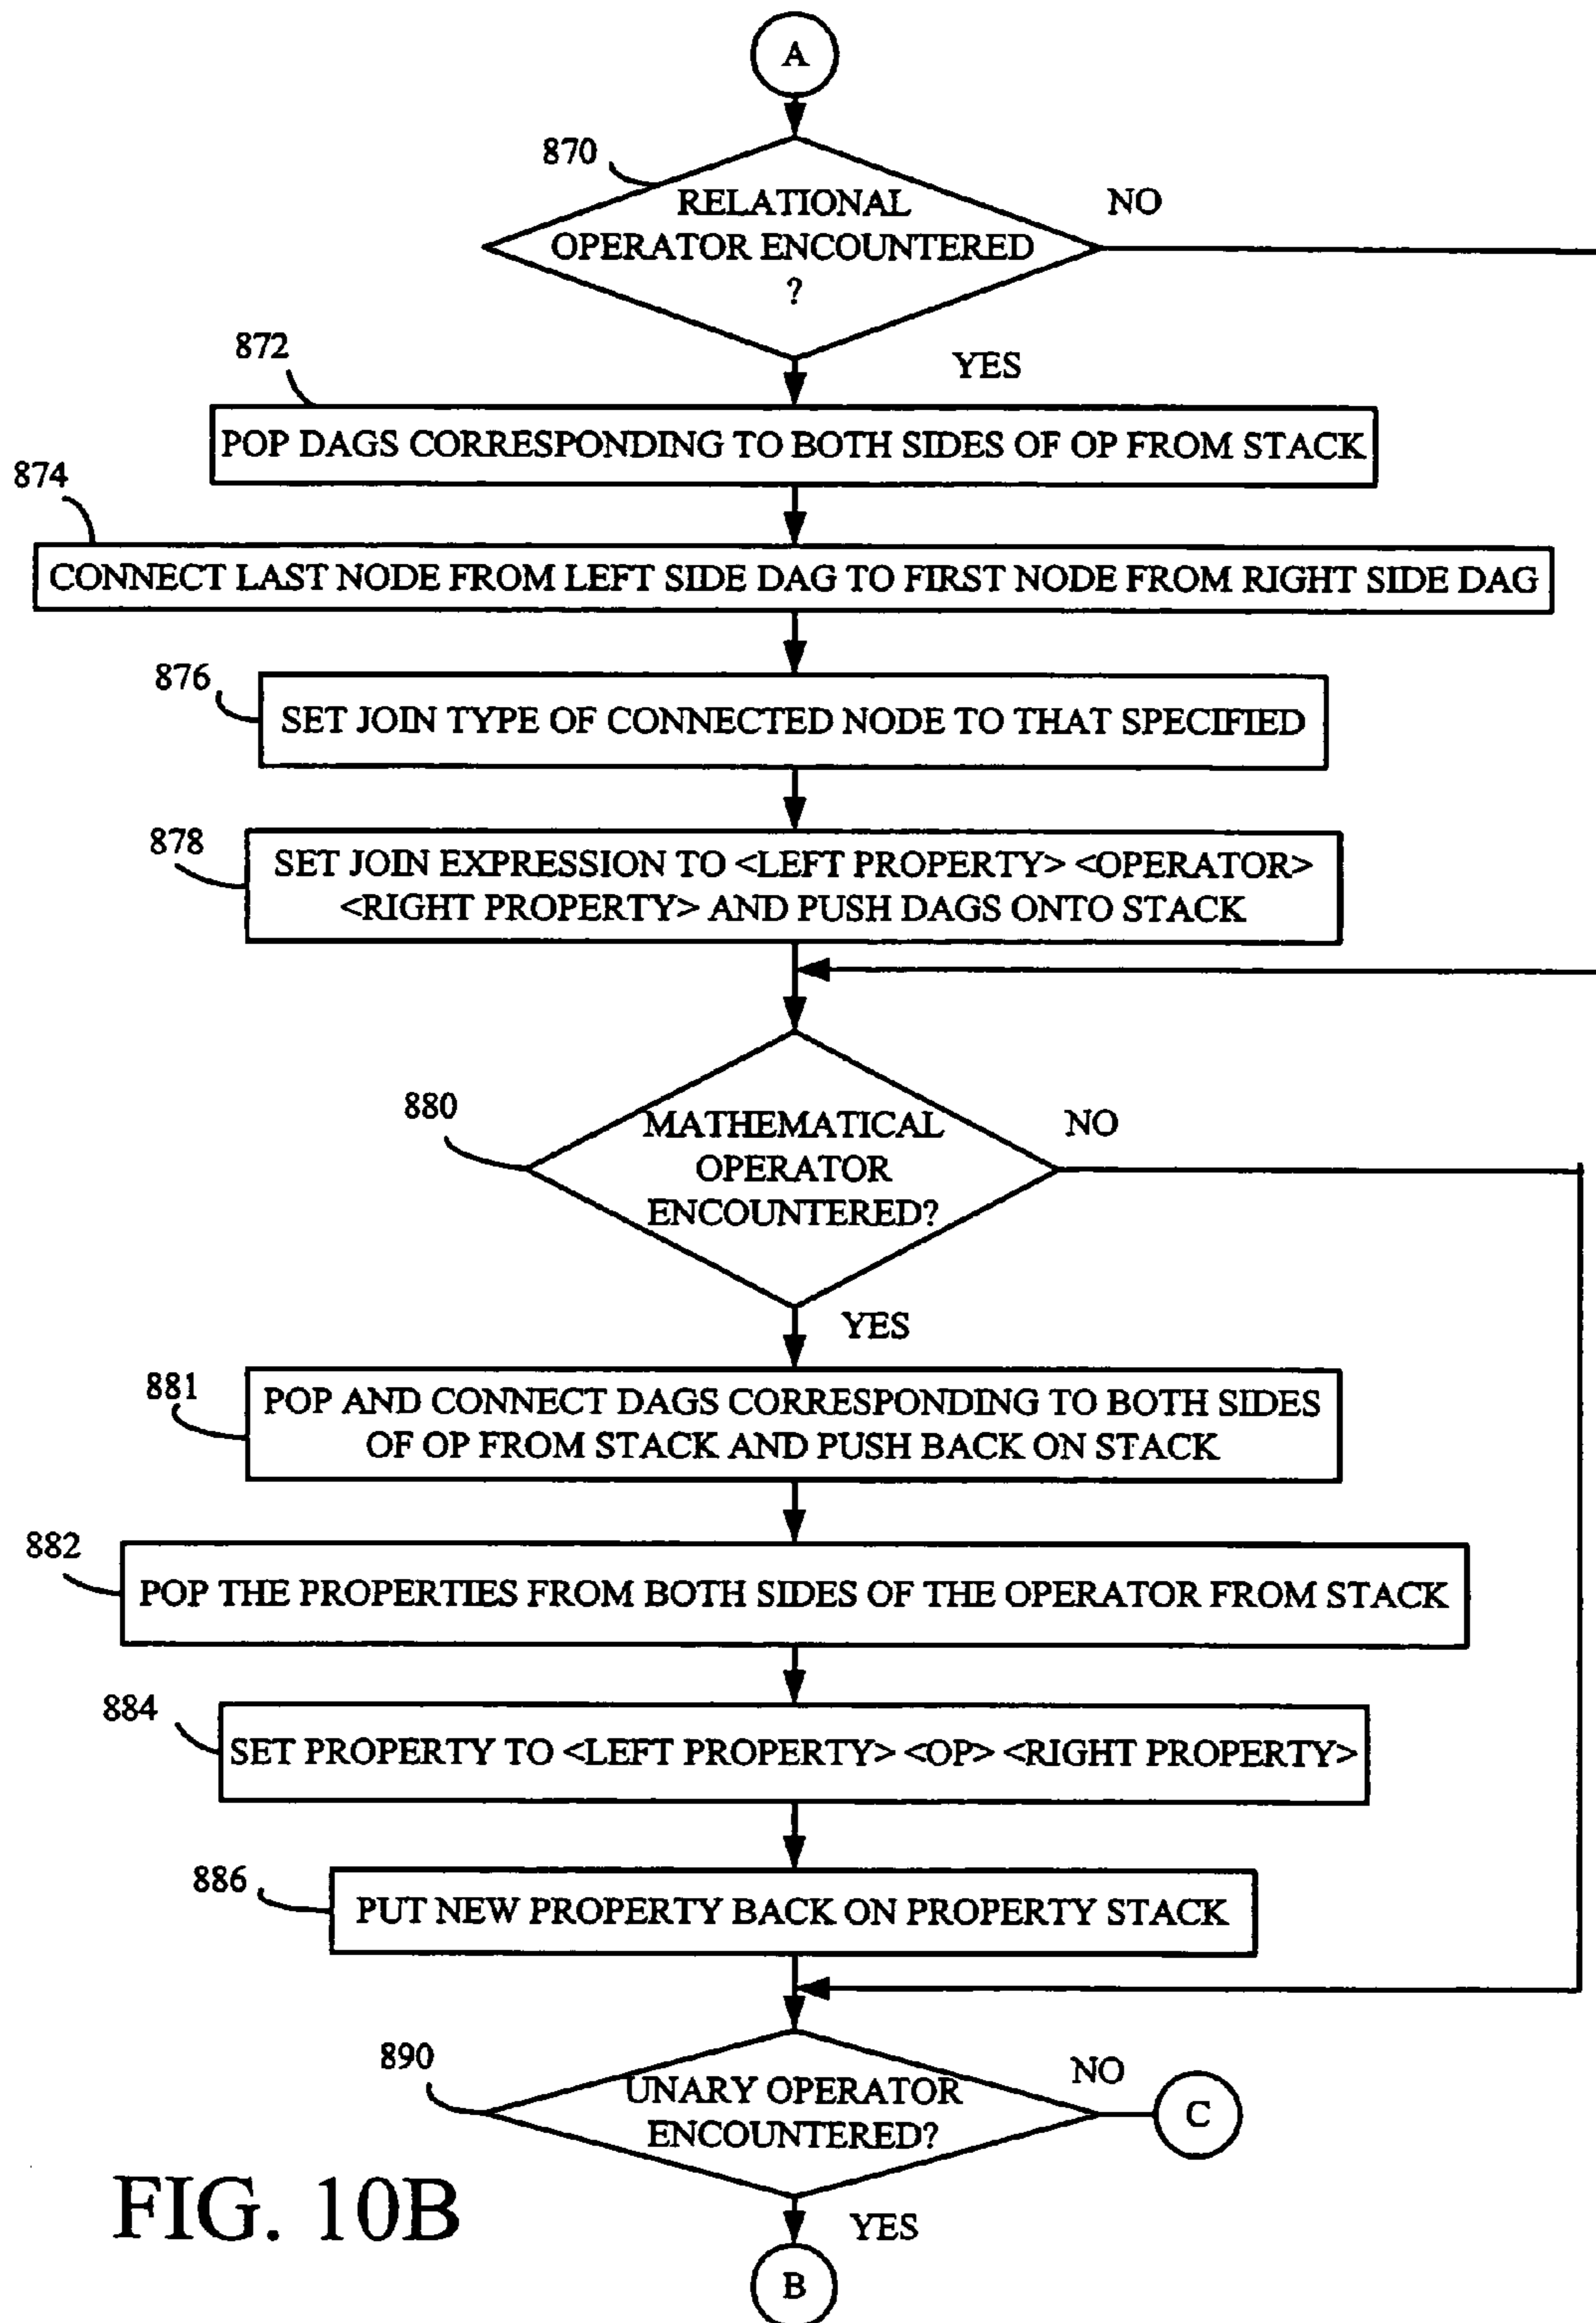 A
870
RELATIONAL
OPERATOR ENCOUNTERED
?
NO
YES
872
POP DAGS CORRESPONDING TO BOTH SIDES OF OP FROM STACK
874
CONNECT LAST NODE FROM LEFT SIDE DAG TO FIRST NODE FROM RIGHT SIDE DAG
876
SET JOIN TYPE OF CONNECTED NODE TO THAT SPECIFIED
878
SET JOIN EXPRESSION TO <LEFT PROPERTY> <OPERATOR>
<RIGHT PROPERTY> AND PUSH DAGS ONTO STACK
880
MATHEMATICAL
OPERATOR
ENCOUNTERED?
NO
YES
881
POP AND CONNECT DAGS CORRESPONDING TO BOTH SIDES
OF OP FROM STACK AND PUSH BACK ON STACK
882
POP THE PROPERTIES FROM BOTH SIDES OF THE OPERATOR FROM STACK
884
SET PROPERTY TO <LEFT PROPERTY> <OP> <RIGHT PROPERTY>
886
PUT NEW PROPERTY BACK ON PROPERTY STACK
890
UNARY OPERATOR
ENCOUNTERED?
NO
C
YES
B
FIG. 10B